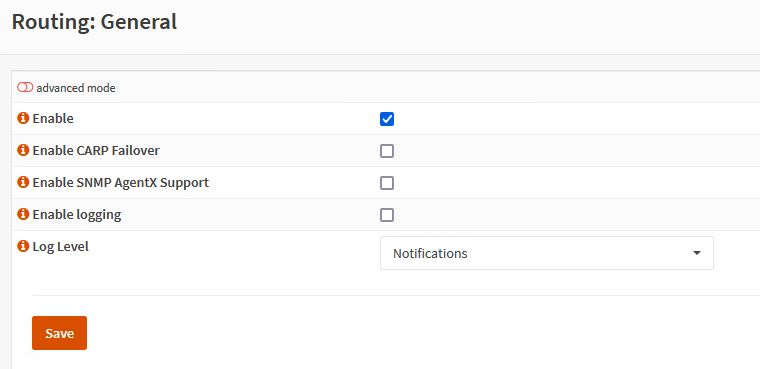 Routing: General
advanced mode
Enable
Enable CARP Failover
Enable SNMP AgentX Support
Enable logging
Log Level
Notifications
Save